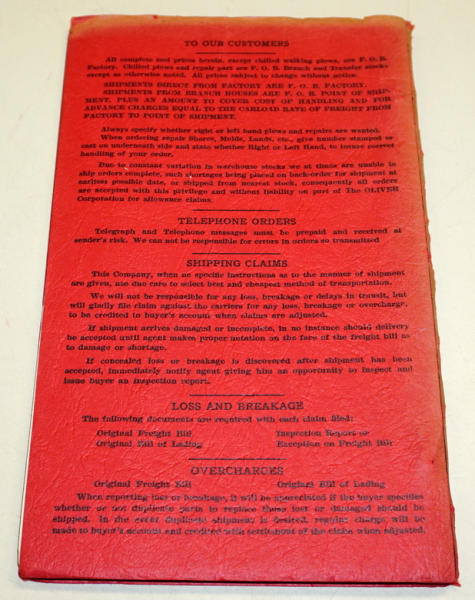 TO OUR CUSTOMERS
All complete and prices herein, except chilled walking plows, are F. O. B.
Factory. Chilled plows and repair part are F. O. B. Branch and Transfer stocks
except as otherwise noted. All prices subject to change without notice.
SHIPMENTS DIRECT FROM FACTORY ARE F. O. B. FACTORY.
SHIPMENTS FROM BRANCH HOUSES ARE F. O. B. POINT OF SHIP-
MENT, PLUS AN AMOUNT TO COVER COST OF HANDLING AND FOR
ADVANCE CHARGES EQUAL TO THE CARLOAD RATE OF FREIGHT FROM
FACTORY TO POINT OF SHIPMENT.
Always specify whether right or left hand plows and repairs are wanted.
When ordering repair Shares, Molds, Lands, etc., give number stamped or
cast on underneath side and state whether Right or Left Hand, to insure correct
handling of your order.
Due to constant variation in warehouse stocks we at times are unable to
ship orders complete, such shortages being placed on back-order for shipment at
earliest possible date, or shipped from nearest stock, consequently all orders
are accepted with this privilege and without liability on part of The OLIVER
Corporation for allowance claims.
TELEPHONE ORDERS
Telegraph and Telephone messages must be prepaid and received at
sender's risk. We can not be responsible for errors in orders so transmitted
SHIPPING CLAIMS
This Company, when no specific instructions as to the manner of shipment
are given, use due care to select best and cheapest method of transportation.
We will not be responsible for any loss, breakage or delays in transit, but
will gladly file claim against the carriers for any loss, breakage or overcharge,
to be credited to buyer's account when claims are adjusted.
If shipment arrives damaged or incomplete, in no instance should delivery
be accepted until agent makes proper notation on the face of the freight bill as
to damage or shortage.
If concealed loss or breakage is discovered after shipment has been
accepted, immediately notify agent giving him an opportunity to inspect and
issue buyer an inspection report.
LOSS AND BREAKAGE
The following documents are required with each claim filed:
Original Freight Bill Inspection Report or
Original Bill of Lading Exception on Freight Bill
OVERCHARGES
Original Freight Bill Original Bill of Lading
When reporting loss or breakage, it will be appreciated if the buyer specifies
whether or not duplicate parts to replace those lost or damaged should be
shipped. In the event duplicate shipment is desired, regular charge will be
made to buyer's account and credited with settlement of the claim when adjusted.